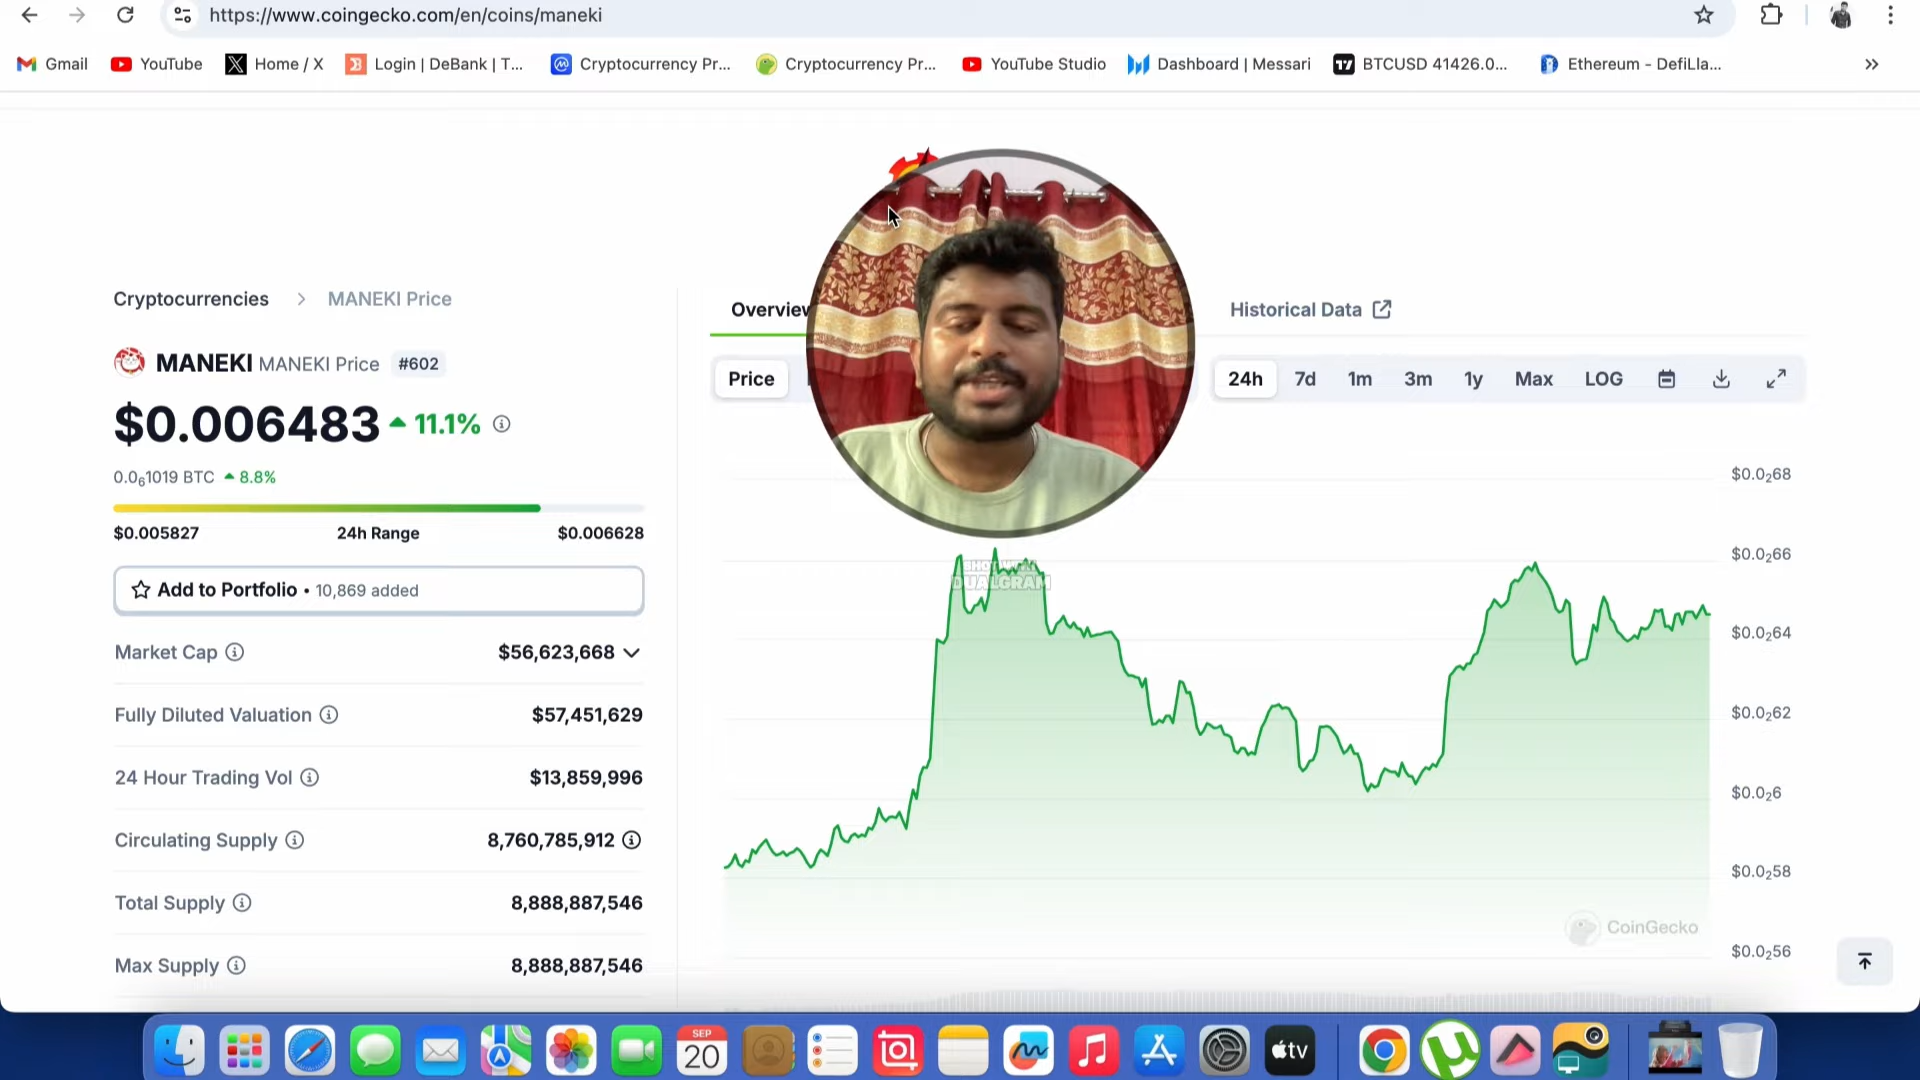 https://www.coingecko.com/en/coins/maneki
Gmail
YouTube
Home / X
Login | DeBank | T...
Cryptocurrency Pr...
Cryptocurrency Pr...
YouTube Studio
Dashboard | Messari
BTCUSD 41426.0...
Ethereum - DefiLla...
Cryptocurrencies > MANEKI Price
MANEKI MANEKI Price #602
$0.006483 11.1%
0.0₆1019 BTC 8.8%
$0.005827 24h Range $0.006628
Add to Portfolio • 10,869 added
Market Cap $56,623,668
Fully Diluted Valuation $57,451,629
24 Hour Trading Vol $13,859,996
Circulating Supply 8,760,785,912
Total Supply 8,888,887,546
Max Supply 8,888,887,546
Overview
Historical Data
Price
24h 7d 1m 3m 1y Max LOG
SHOT WITH
DUALGRAM
$0.0₂68
$0.0₂66
$0.0₂64
$0.0₂62
$0.0₂6
$0.0₂58
$0.0₂56
CoinGecko
SEP
20
tv